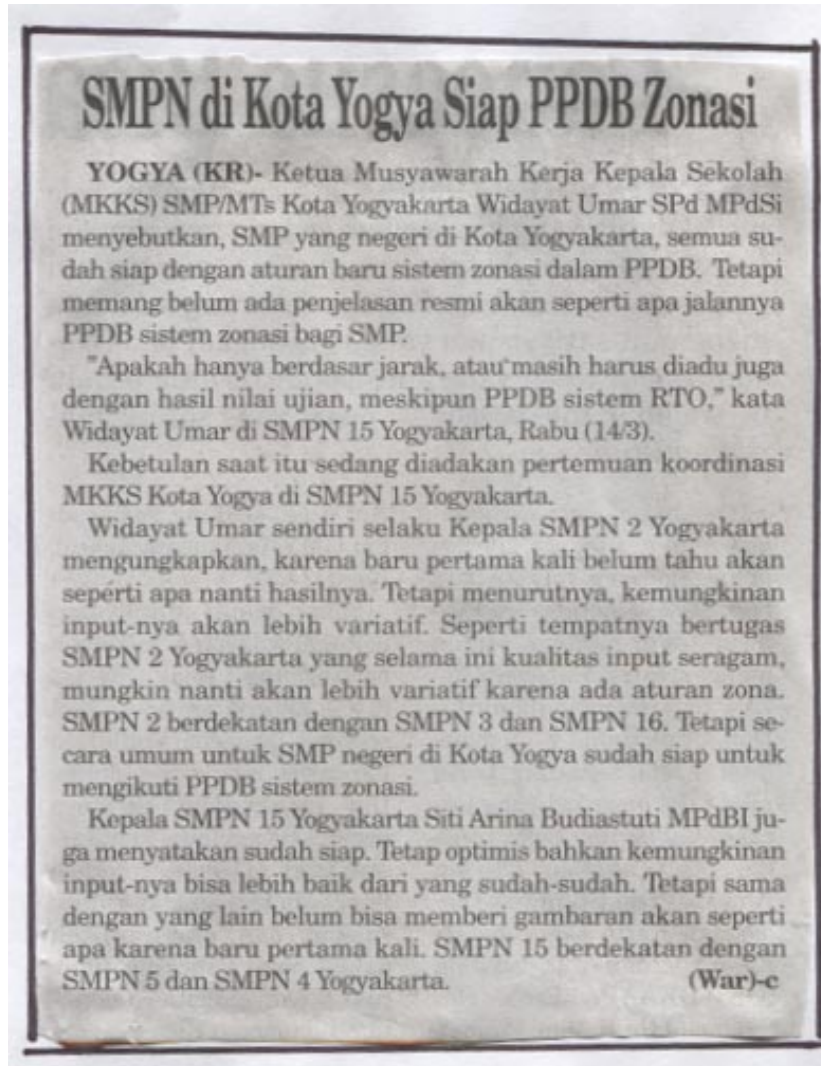 SMPN di Kota Yogya Siap PPDB Zonasi
YOGYA (KR)- Ketua Musyawarah Kerja Kepala Sekolah
(MKKS) SMP/MTs Kota Yogyakarta Widayat Umar SPd MPdSi
menyebutkan, SMP yang negeri di Kota Yogyakarta, semua su-
dah siap dengan aturan baru sistem zonasi dalam PPDB. Tetapi
memang belum ada penjelasan resmi akan seperti apa jalannya
PPDB sistem zonasi bagi SMP.
"Apakah hanya berdasar jarak, atau masih harus diadu juga
dengan hasil nilai ujian, meskipun PPDB sistem RTO," kata
Widayat Umar di SMPN 15 Yogyakarta, Rabu (14/3).
Kebetulan saat itu sedang diadakan pertemuan koordinasi
MKKS Kota Yogya di SMPN 15 Yogyakarta.
Widayat Umar sendiri selaku Kepala SMPN 2 Yogyakarta
mengungkapkan, karena baru pertama kali belum tahu akan
seperti apa nanti hasilnya. Tetapi menurutnya, kemungkinan
input-nya akan lebih variatif. Seperti tempatnya bertugas
SMPN 2 Yogyakarta yang selama ini kualitas input seragam,
mungkin nanti akan lebih variatif karena ada aturan zona.
SMPN 2 berdekatan dengan SMPN 3 dan SMPN 16. Tetapi se-
cara umum untuk SMP negeri di Kota Yogya sudah siap untuk
mengikuti PPDB sistem zonasi.
Kepala SMPN 15 Yogyakarta Siti Arina Budiastuti MPdBI ju-
ga menyatakan sudah siap. Tetap optimis bahkan kemungkinan
input-nya bisa lebih baik dari yang sudah-sudah. Tetapi sama
dengan yang lain belum bisa memberi gambaran akan seperti
apa karena baru pertama kali. SMPN 15 berdekatan dengan
SMPN 5 dan SMPN 4 Yogyakarta. (War)-c